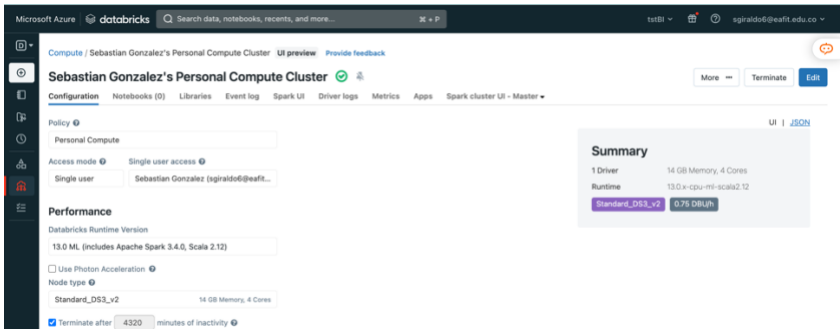 Microsoft Azure databricks Search data, notebooks, recents, and more... ⌘ + P tstBI sgiraldo6@eafit.edu.co
D
Compute / Sebastian Gonzalez's Personal Compute Cluster UI preview Provide feedback
Sebastian Gonzalez's Personal Compute Cluster More ... Terminate Edit
Configuration Notebooks (0) Libraries Event log Spark UI Driver logs Metrics Apps Spark cluster UI - Master
Policy
UI | JSON
Personal Compute
Access mode Single user access
Single user Sebastian Gonzalez (sgiraldo6@eafit...
Summary
1 Driver 14 GB Memory, 4 Cores
Runtime 13.0.x-cpu-ml-scala2.12
Standard_DS3_v2 0.75 DBU/h
Performance
Databricks Runtime Version
13.0 ML (includes Apache Spark 3.4.0, Scala 2.12)
Use Photon Acceleration
Node type
Standard_DS3_v2 14 GB Memory, 4 Cores
Terminate after 4320 minutes of inactivity